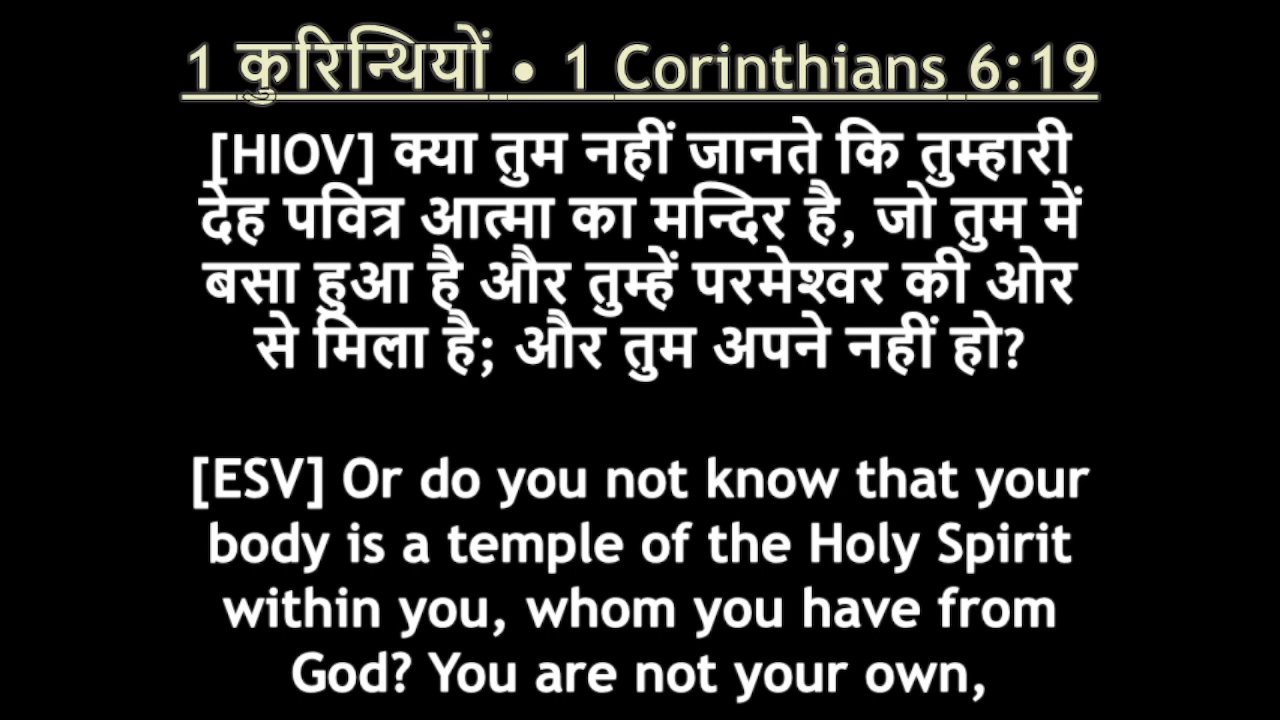 1 कुरिन्थियों • 1 Corinthians 6:19
[HIOV] क्या तुम नहीं जानते कि तुम्हारी
देह पवित्र आत्मा का मन्दिर है, जो तुम में
बसा हुआ है और तुम्हें परमेश्वर की ओर
से मिला है; और तुम अपने नहीं हो?
[ESV] Or do you not know that your
body is a temple of the Holy Spirit
within you, whom you have from
God? You are not your own,